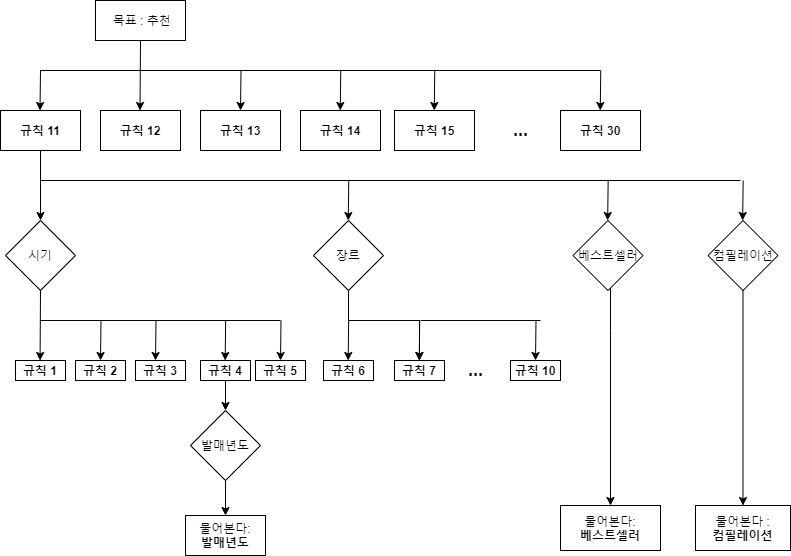 목표 : 추천
규칙 11
규칙 12
규칙 13
규칙 14
규칙 15
...
규칙 30
시기
장르
베스트셀러
컴필레이션
규칙 1
규칙 2
규칙 3
규칙 4
규칙 5
규칙 6
규칙 7
...
규칙 10
발매년도
물어본다:
발매년도
물어본다:
베스트셀러
물어본다 :
컴필레이션